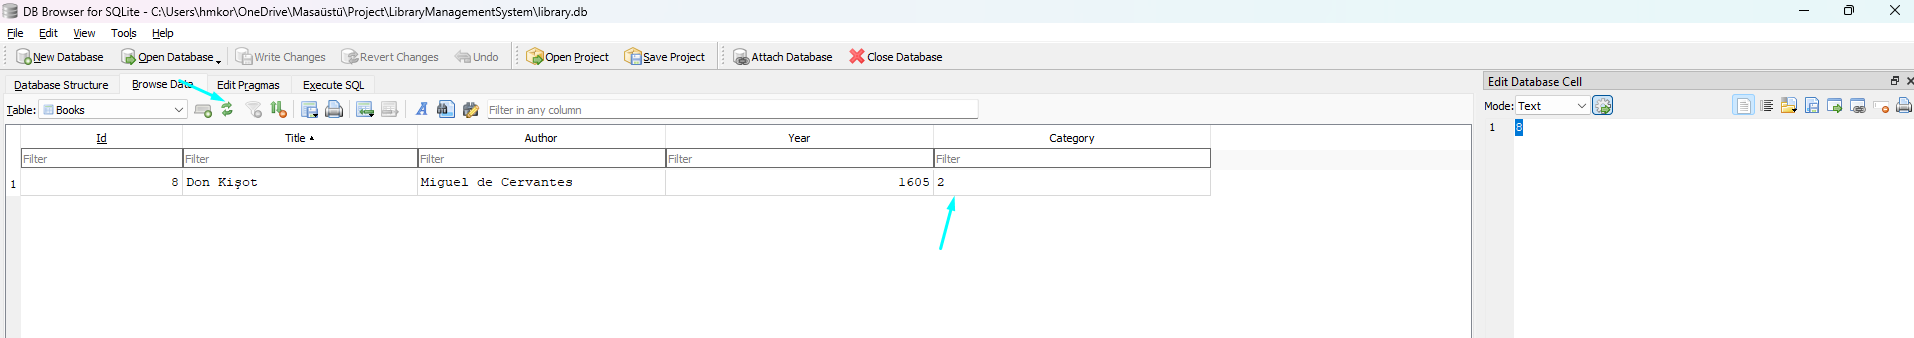 DB Browser for SQLite - C:\Users\hmkor\OneDrive\Masaüstü\Project\LibraryManagementSystem\library.db
File Edit View Tools Help
New Database Open Database Write Changes Revert Changes Undo Open Project Save Project Attach Database Close Database
Database Structure Browse Data Edit Pragmas Execute SQL
Edit Database Cell
Table: Books Filter in any column
Mode: Text
1 8
Id Title Author Year Category
Filter Filter Filter Filter Filter
1 8 Don Kişot Miguel de Cervantes 1605 2